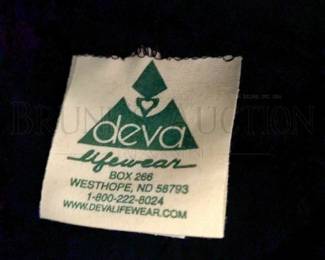 deva
lifewear
BOX 266
WESTHOPE, ND 58793
1-800-222-8024
WWW.DEVALIFEWEAR.COM